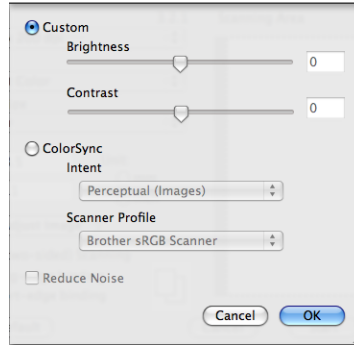 Custom
Brightness
0
Contrast
0
ColorSync
Intent
Perceptual (Images)
Scanner Profile
Brother sRGB Scanner
Reduce Noise
Cancel OK